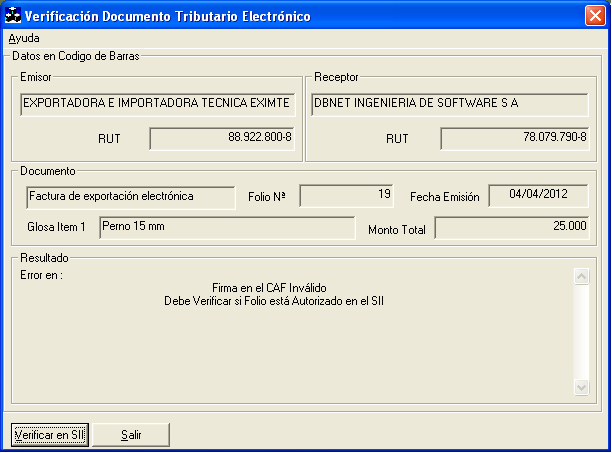 Verificación Documento Tributario Electrónico
Ayuda
Datos en Codigo de Barras
Emisor
EXPORTADORA E IMPORTADORA TECNICA EXIMTE
RUT 88.922.800-8
Receptor
DBNET INGENIERIA DE SOFTWARE S A
RUT 78.079.790-8
Documento
Factura de exportación electrónica Folio Nª 19 Fecha Emisión 04/04/2012
Glosa Item 1 Perno 15 mm Monto Total 25.000
Resultado
Error en :
Firma en el CAF Inválido
Debe Verificar si Folio está Autorizado en el SII
Verificar en SII Salir